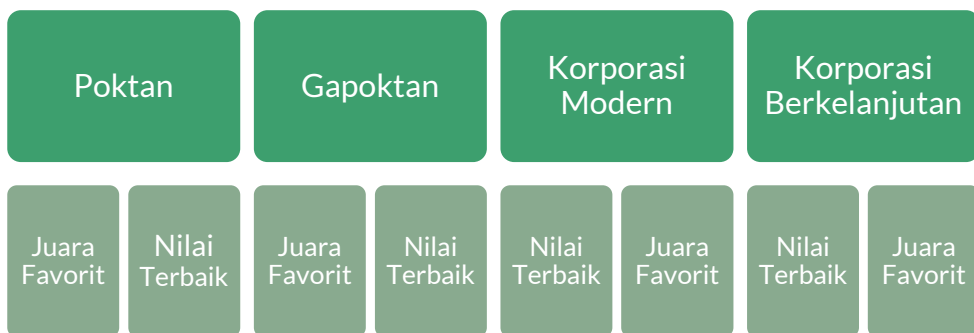 Poktan
Gapoktan
Korporasi
Modern
Korporasi
Berkelanjutan
Juara
Favorit
Nilai
Terbaik
Juara
Favorit
Nilai
Terbaik
Nilai
Terbaik
Juara
Favorit
Nilai
Terbaik
Juara
Favorit